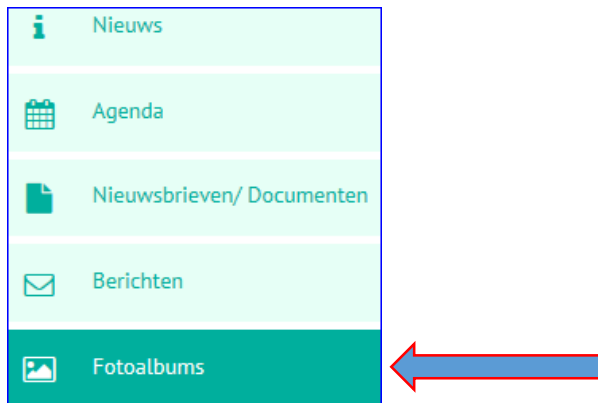 Nieuws
Agenda
Nieuwsbrieven/ Documenten
Berichten
Fotoalbums